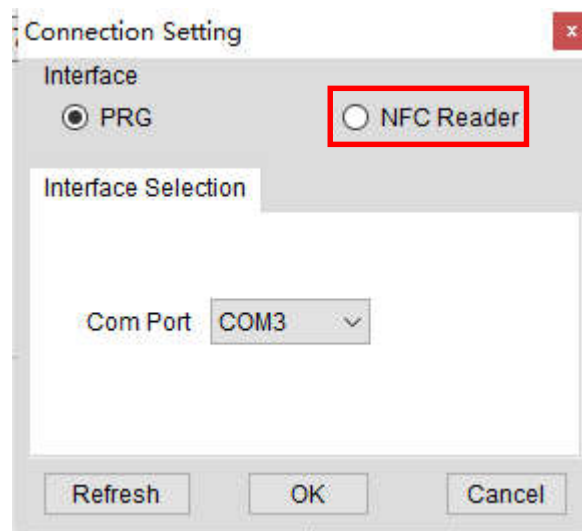 Connection Setting
x
Interface
PRG
NFC Reader
Interface Selection
Com Port
COM3
Refresh
OK
Cancel